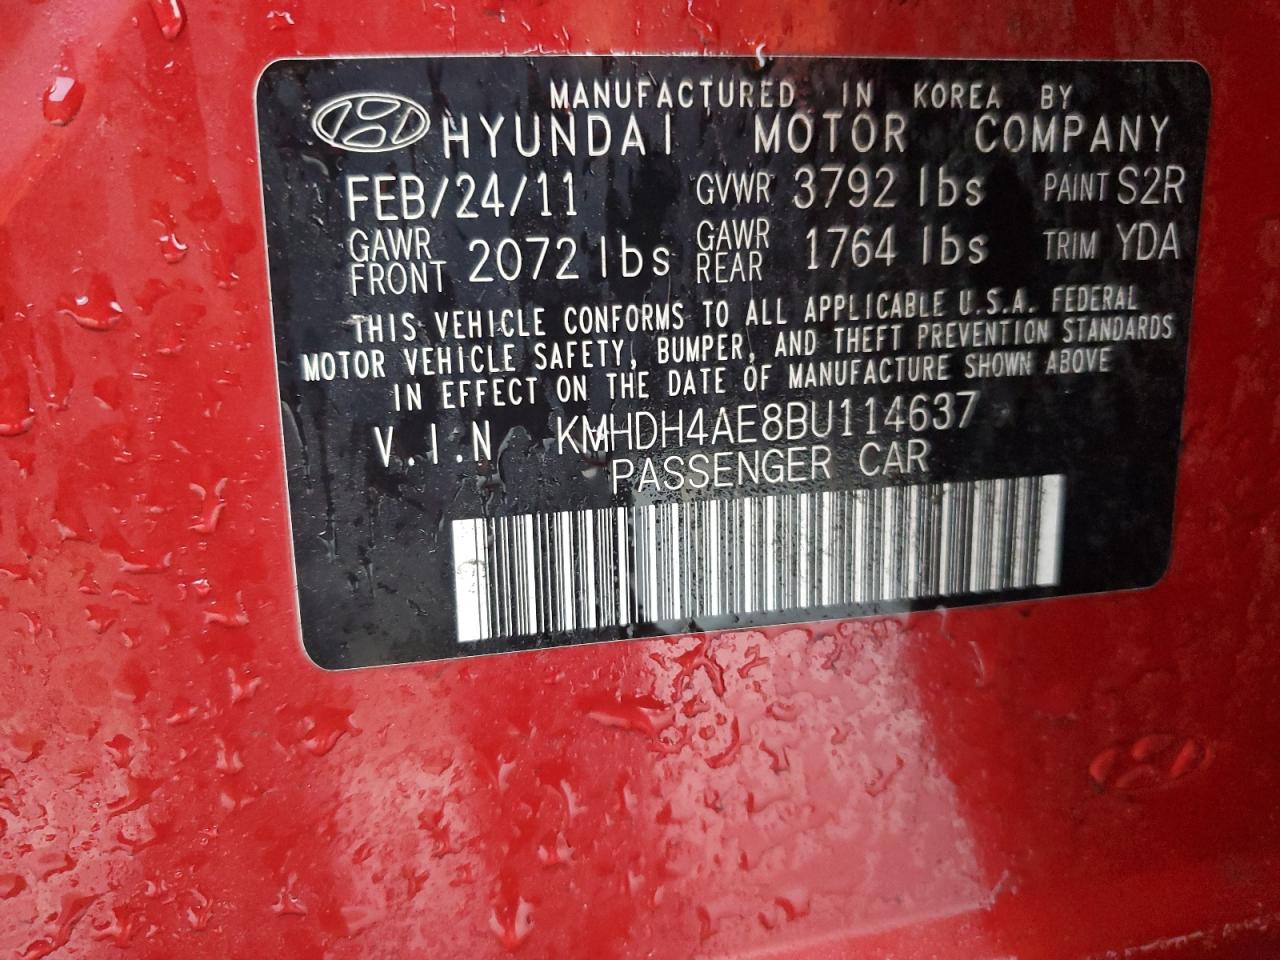 MANUFACTURED IN KOREA BY
HYUNDAI MOTOR COMPANY
FEB/24/11 GVWR 3792 lbs PAINT S2R
GAWR FRONT 2072 lbs GAWR REAR 1764 lbs TRIM YDA
THIS VEHICLE CONFORMS TO ALL APPLICABLE U.S.A. FEDERAL
MOTOR VEHICLE SAFETY, BUMPER, AND THEFT PREVENTION STANDARDS
IN EFFECT ON THE DATE OF MANUFACTURE SHOWN ABOVE
V.I.N KMHDH4AE8BU114637
PASSENGER CAR